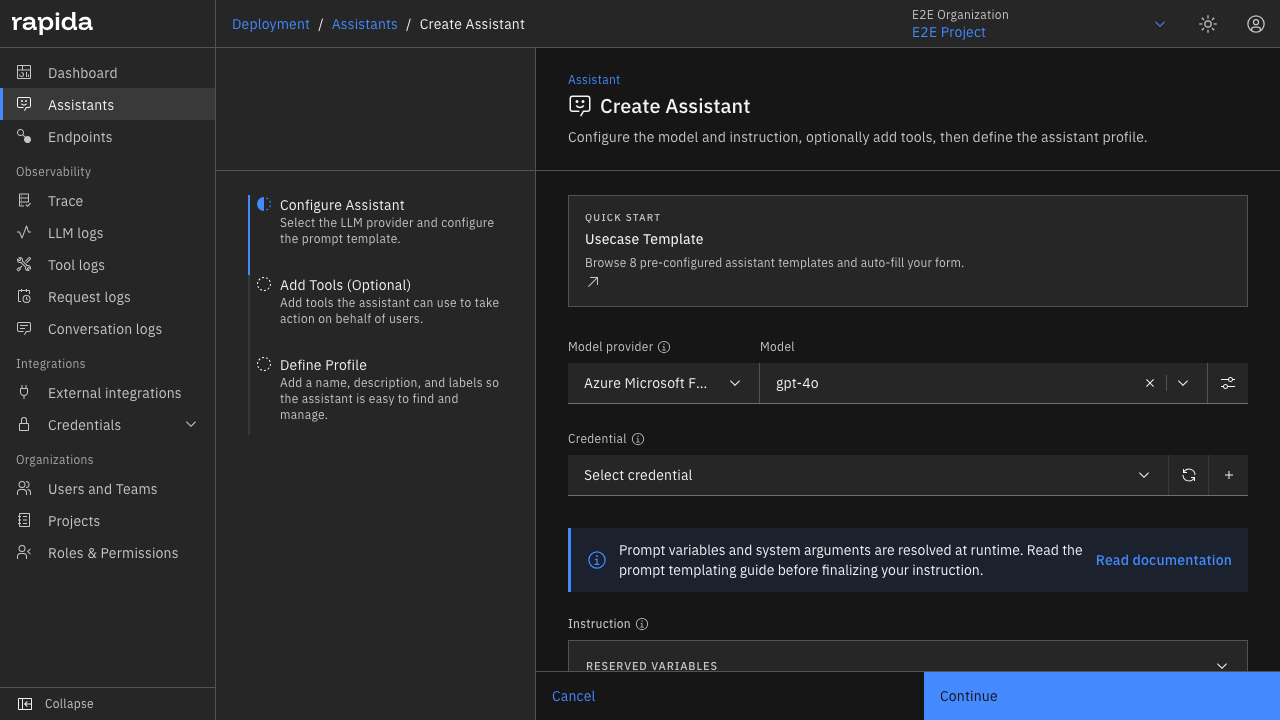 rapida
Deployment / Assistants / Create Assistant
E2E Organization
E2E Project
Dashboard
Assistants
Endpoints
Observability
Trace
LLM logs
Tool logs
Request logs
Conversation logs
Integrations
External integrations
Credentials
Organizations
Users and Teams
Projects
Roles & Permissions
Collapse
Configure Assistant
Select the LLM provider and configure
the prompt template.
Add Tools (Optional)
Add tools the assistant can use to take
action on behalf of users.
Define Profile
Add a name, description, and labels so
the assistant is easy to find and
manage.
Assistant
Create Assistant
Configure the model and instruction, optionally add tools, then define the assistant profile.
QUICK START
Usecase Template
Browse 8 pre-configured assistant templates and auto-fill your form.
Model provider
Model
Azure Microsoft F...
gpt-4o
Credential
Select credential
Prompt variables and system arguments are resolved at runtime. Read the
prompt templating guide before finalizing your instruction.
Read documentation
Instruction
RESERVED VARIABLES
Cancel
Continue